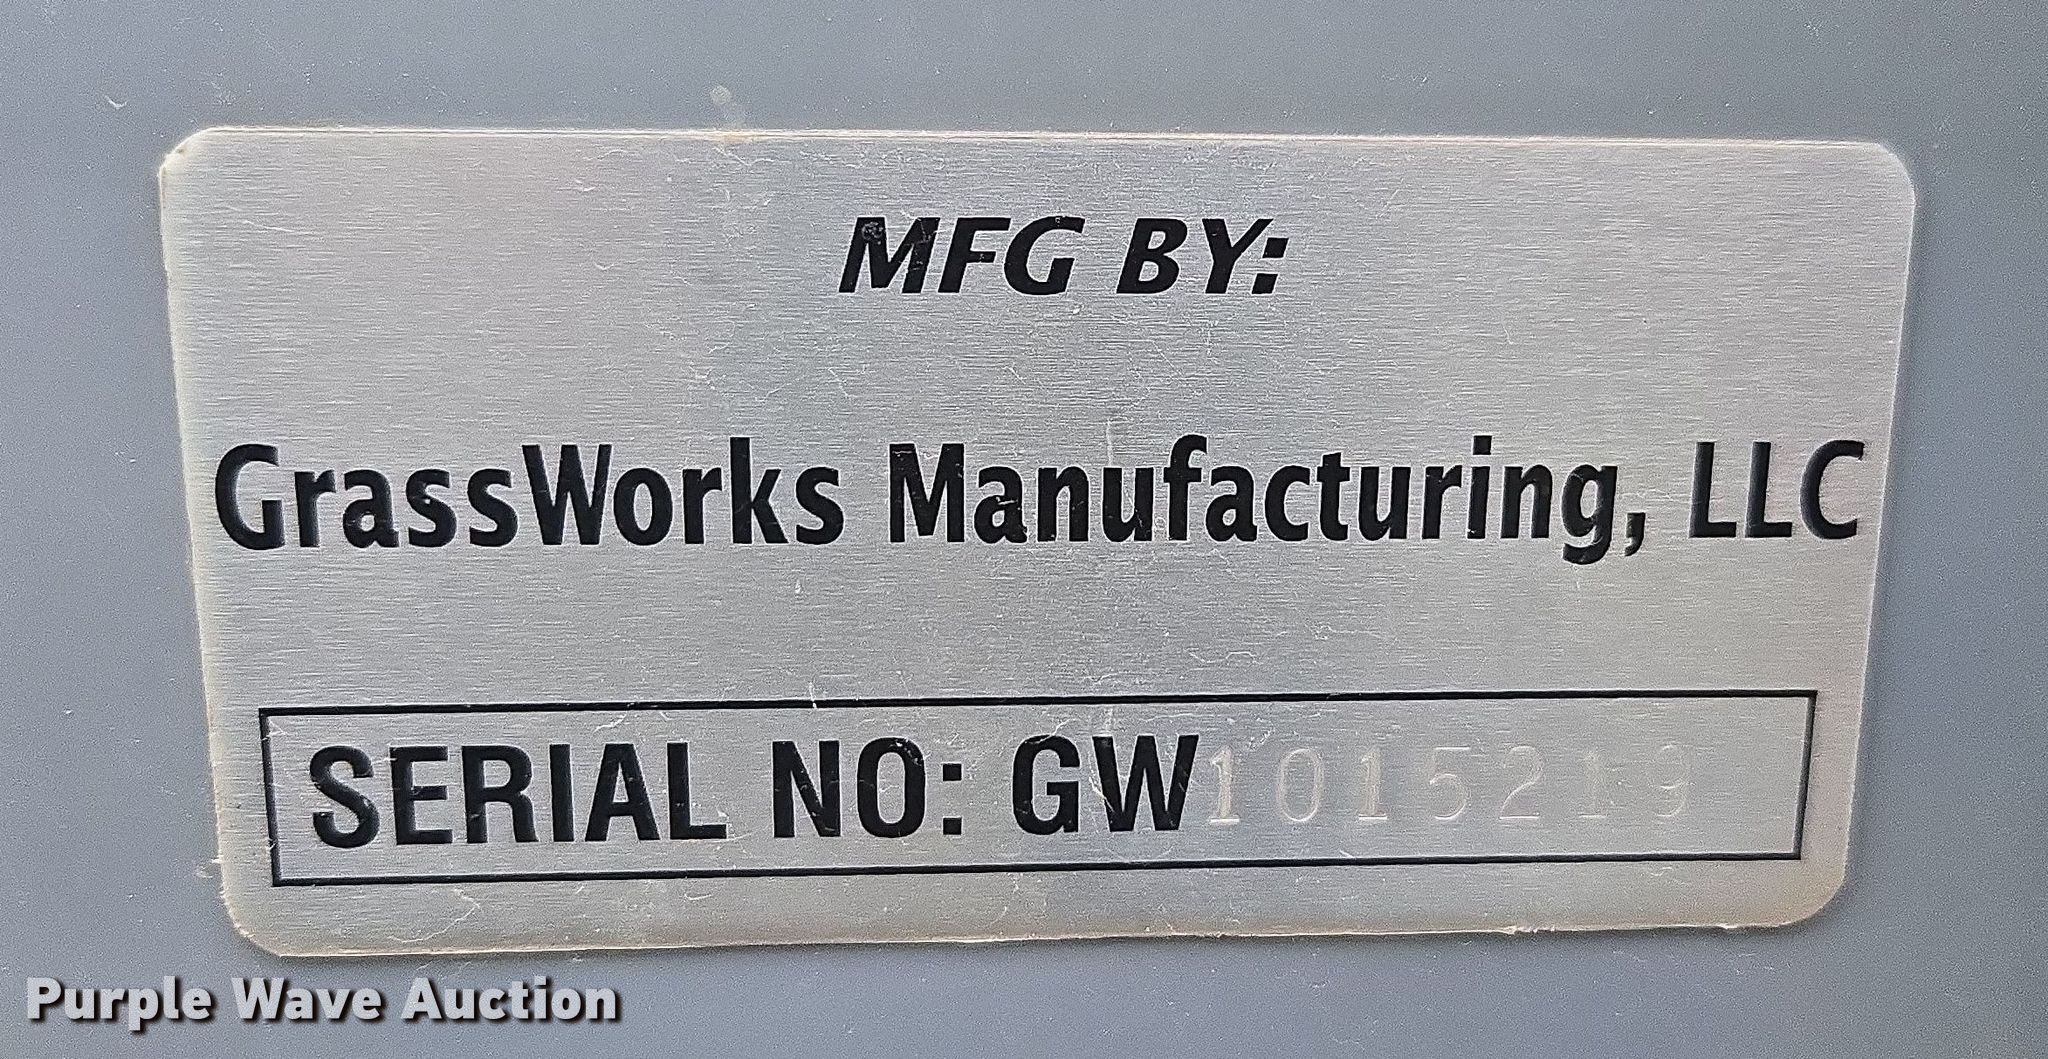 MFG BY:
GrassWorks Manufacturing, LLC
SERIAL NO: GW1015219
Purple Wave Auction